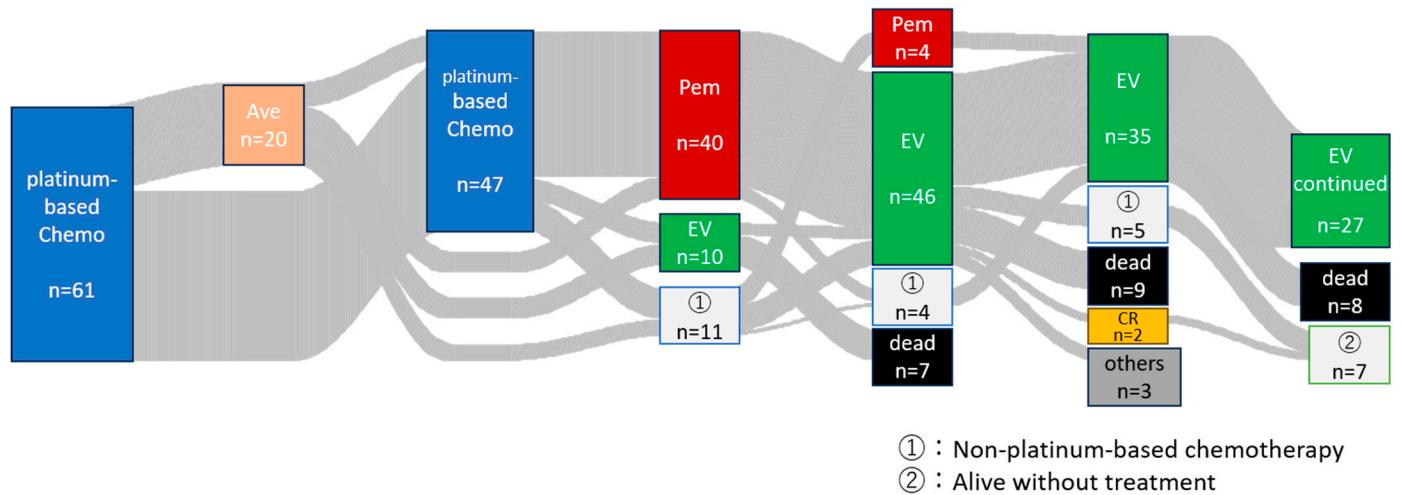 platinum-
based
Chemo
n=61
Ave
n=20
platinum-
based
Chemo
n=47
Pem
n=40
EV
n=10
①
n=11
Pem
n=4
EV
n=46
①
n=4
dead
n=7
EV
n=35
①
n=5
dead
n=9
CR
n=2
others
n=3
EV
continued
n=27
dead
n=8
②
n=7
①：Non-platinum-based chemotherapy
②：Alive without treatment